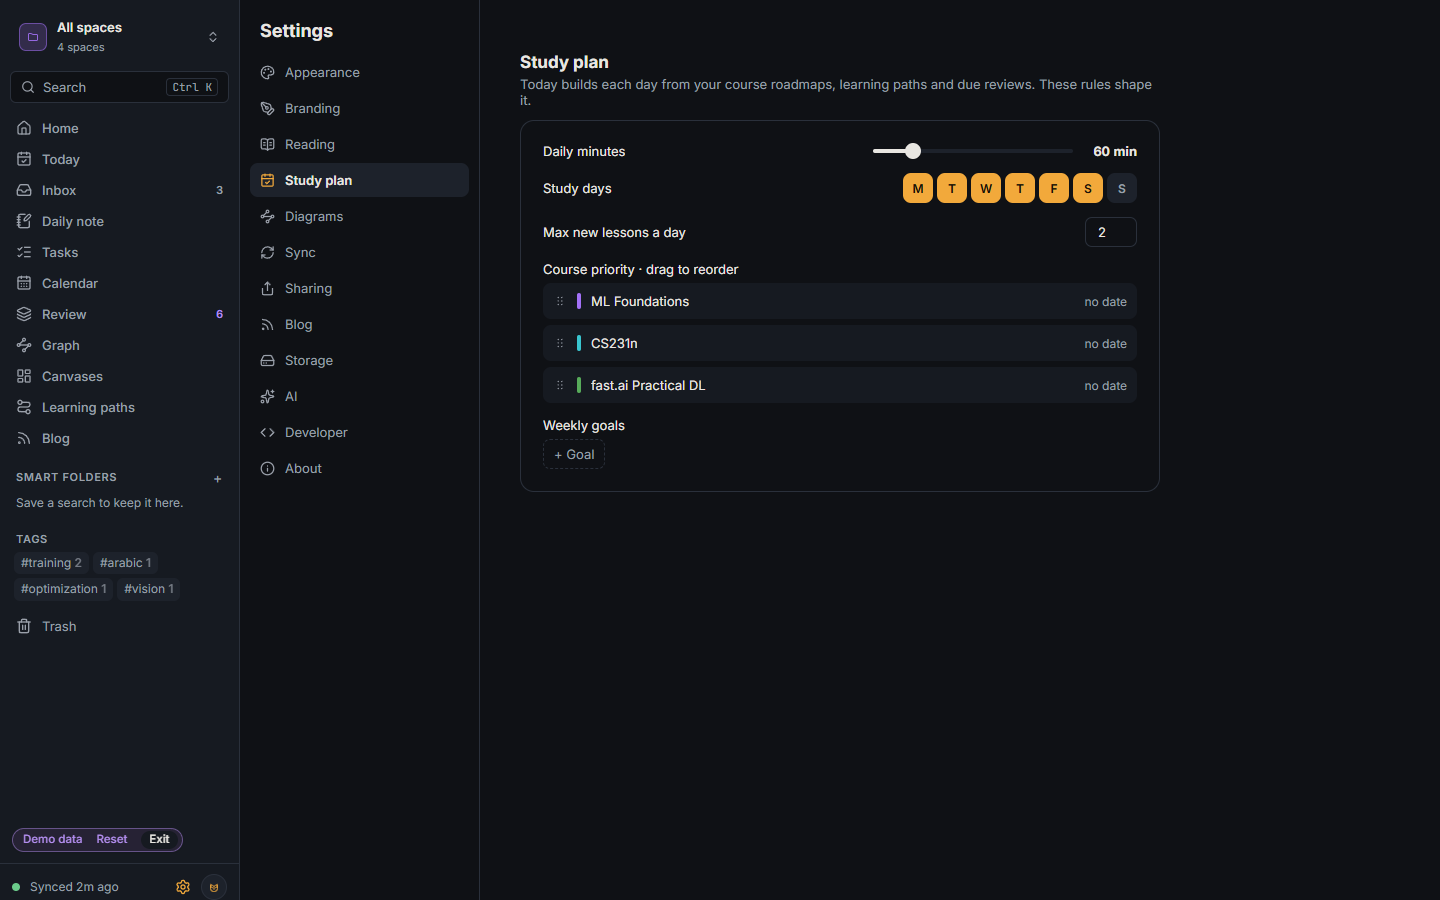 All spaces
4 spaces
Search Ctrl K
Home
Today
Inbox 3
Daily note
Tasks
Calendar
Review 6
Graph
Canvases
Learning paths
Blog
SMART FOLDERS +
Save a search to keep it here.
TAGS
#training 2 #arabic 1
#optimization 1 #vision 1
Trash
Demo data Reset Exit
Synced 2m ago
Settings
Appearance
Branding
Reading
Study plan
Diagrams
Sync
Sharing
Blog
Storage
AI
Developer
About
Study plan
Today builds each day from your course roadmaps, learning paths and due reviews. These rules shape
it.
Daily minutes 60 min
Study days M T W T F S S
Max new lessons a day 2
Course priority · drag to reorder
ML Foundations no date
CS231n no date
fast.ai Practical DL no date
Weekly goals
+ Goal